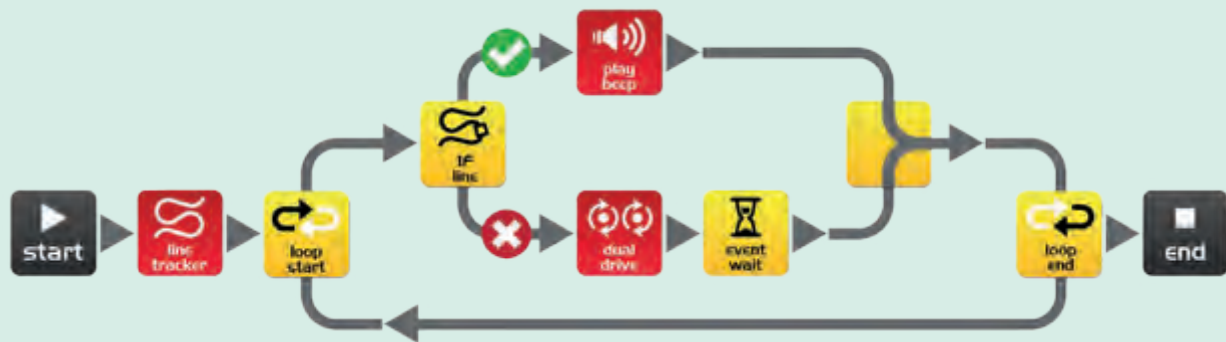 start
line
tracker
loop
start
If
line
play
beep
dual
drive
event
wait
loop
end
end